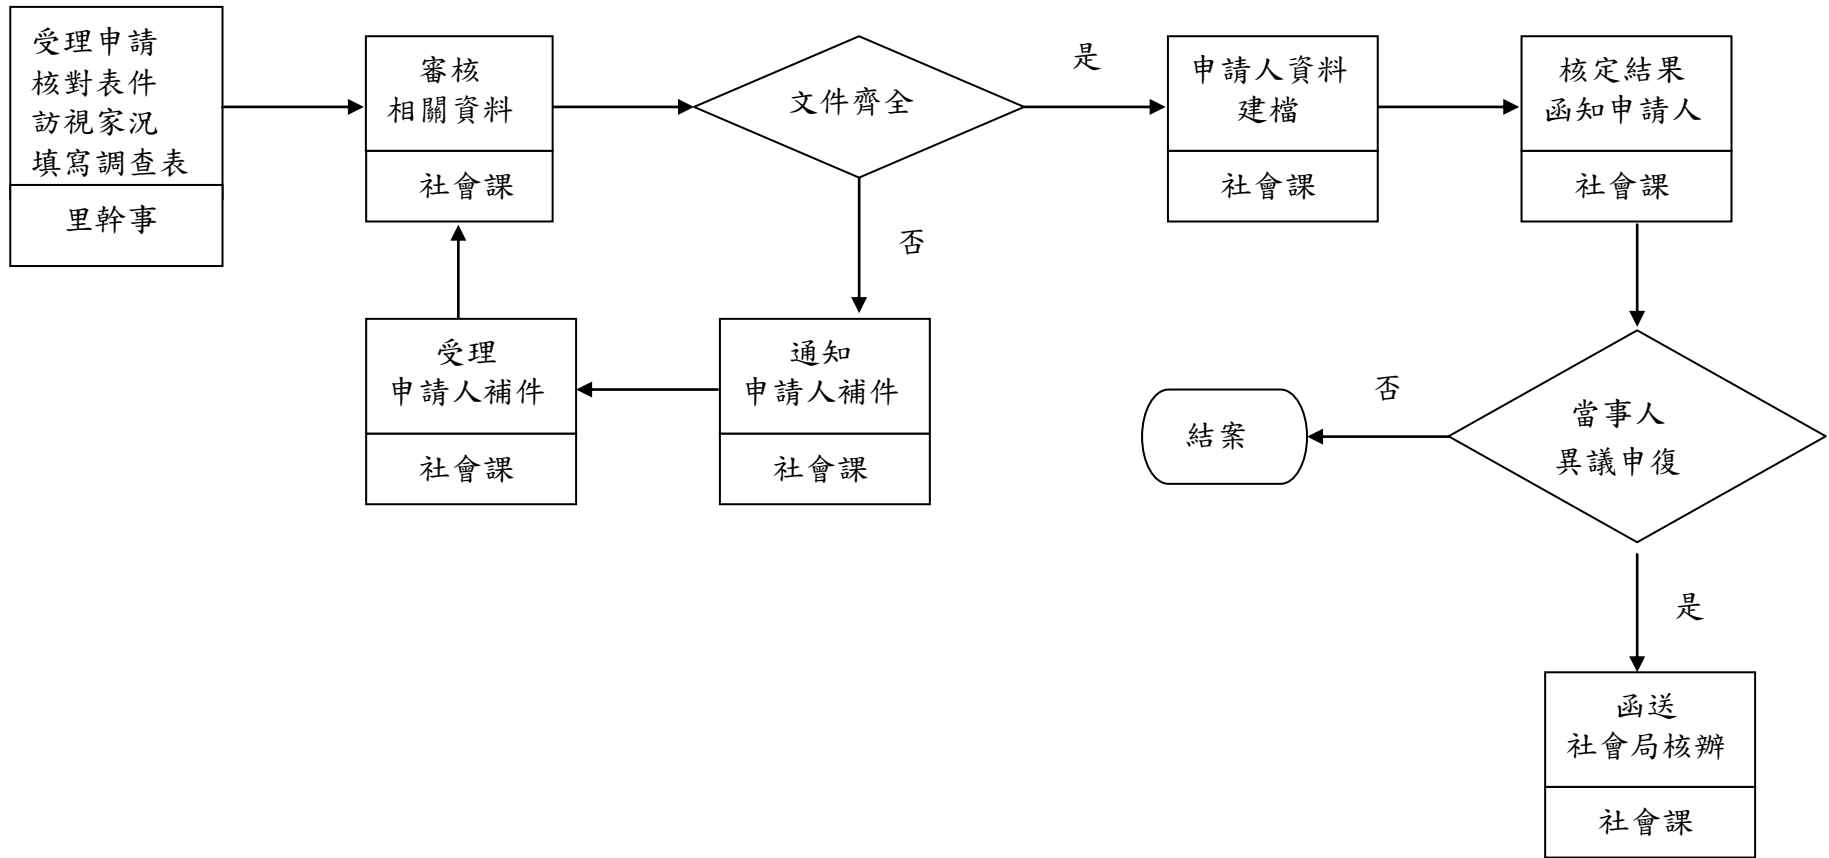 受理申請
核對表件
訪視家況
填寫調查表
里幹事
審核
相關資料
社會課
文件齊全
是
否
申請人資料
建檔
社會課
核定結果
函知申請人
社會課
受理
申請人補件
社會課
通知
申請人補件
社會課
結案
否
當事人
異議申復
是
函送
社會局核辦
社會課